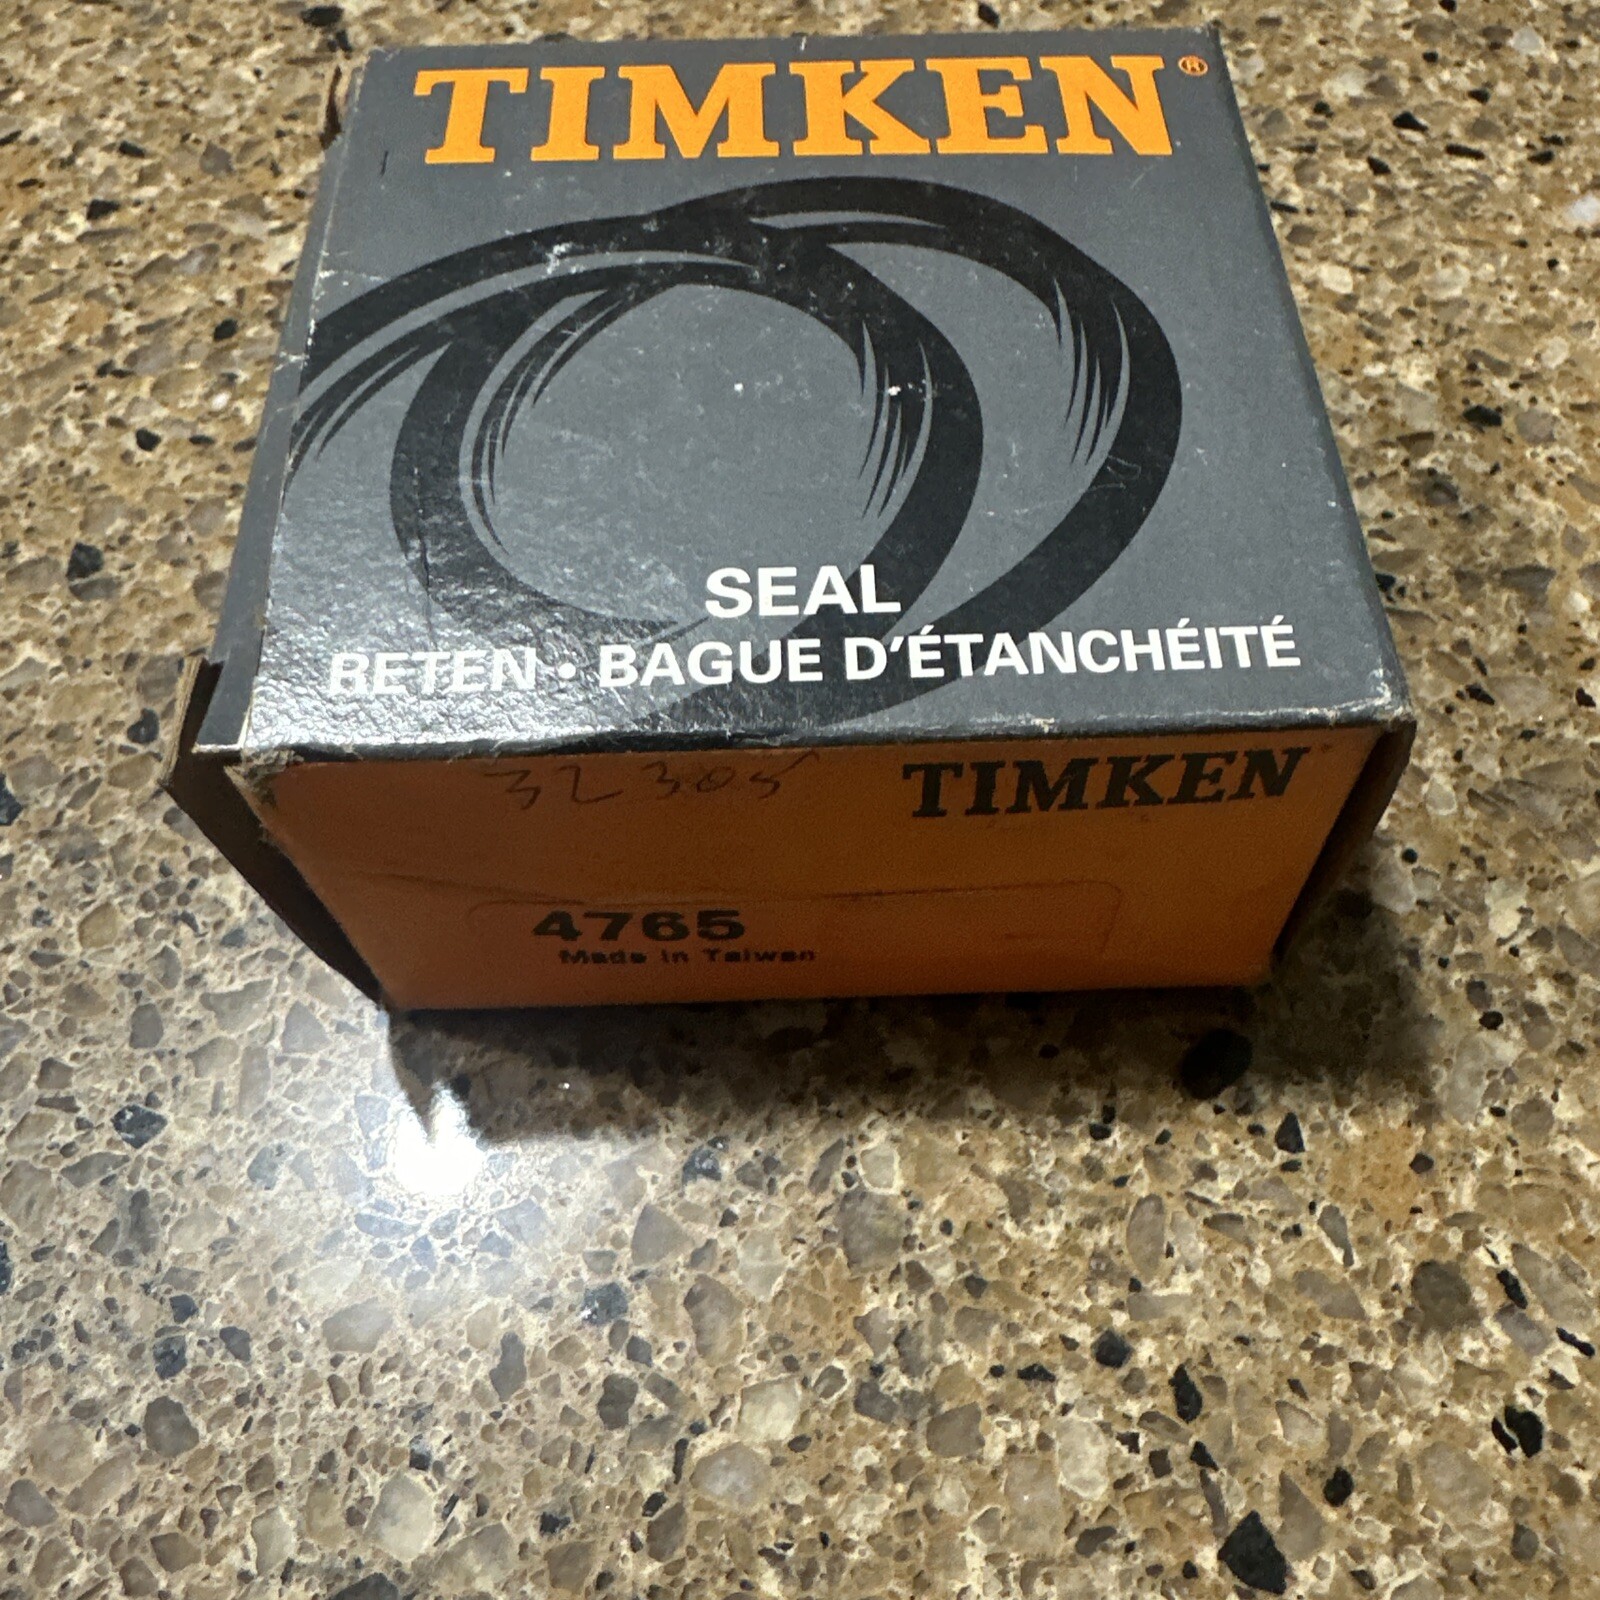 TIMKEN®
SEAL
RETEN • BAGUE D'ÉTANCHÉITÉ
32305
TIMKEN
4765
Made in Taiwan